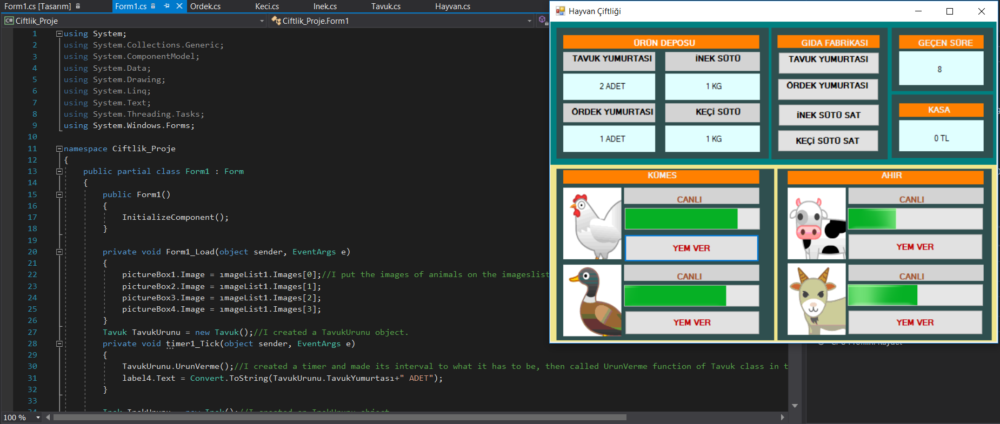 Form1.cs [Tasarım]
Form1.cs
Ordek.cs
Keci.cs
Inek.cs
Tavuk.cs
Hayvan.cs
C# Ciftlik_Proje
Ciftlik_Proje.Form1
1 using System;
2 using System.Collections.Generic;
3 using System.ComponentModel;
4 using System.Data;
5 using System.Drawing;
6 using System.Linq;
7 using System.Text;
8 using System.Threading.Tasks;
9 using System.Windows.Forms;
10
11 namespace Ciftlik_Proje
12 {
13 public partial class Form1 : Form
14 {
15 public Form1()
16 {
17 InitializeComponent();
18 }
19
20 private void Form1_Load(object sender, EventArgs e)
21 {
22 pictureBox1.Image = ımageList1.Images[0];//I put the images of animals on the imageslist
23 pictureBox2.Image = ımageList1.Images[1];
24 pictureBox3.Image = ımageList1.Images[2];
25 pictureBox4.Image = ımageList1.Images[3];
26 }
27 Tavuk TavukUrunu = new Tavuk();//I created a TavukUrunu object.
28 private void timer1_Tick(object sender, EventArgs e)
29 {
30 TavukUrunu.UrunVerme();//I created a timer and made its interval to what it has to be, then called UrunVerme function of Tavuk class in t
31 label4.Text = Convert.ToString(TavukUrunu.TavukYumurtası+" ADET");
32 }
33
100 %
Hayvan Çiftliği
ÜRÜN DEPOSU
TAVUK YUMURTASI
İNEK SÜTÜ
2 ADET
1 KG
ÖRDEK YUMURTASI
KEÇİ SÜTÜ
1 ADET
1 KG
GIDA FABRİKASI
TAVUK YUMURTASI
ÖRDEK YUMURTASI
İNEK SÜTÜ SAT
KEÇİ SÜTÜ SAT
GEÇEN SÜRE
8
KASA
0 TL
KÜMES
CANLI
YEM VER
CANLI
YEM VER
AHIR
CANLI
YEM VER
CANLI
YEM VER